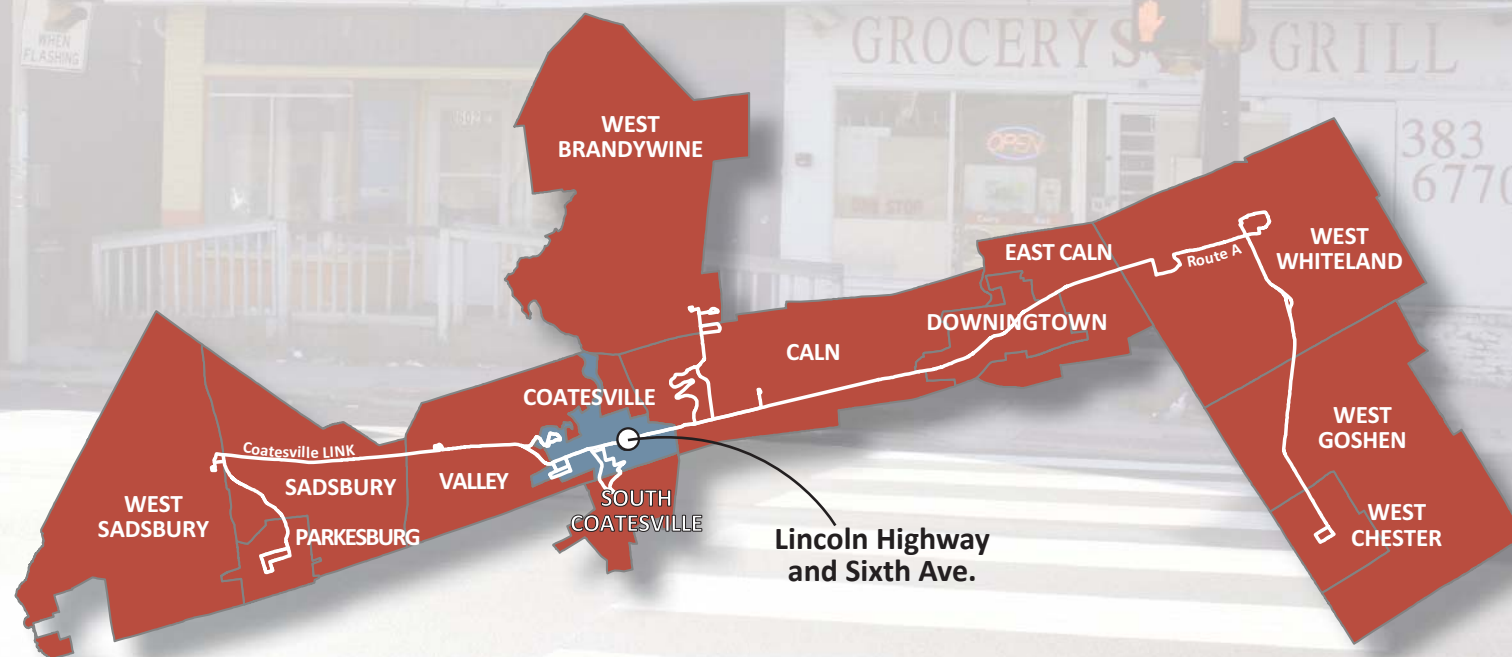 WHEN
FLASHING
GROCERY
GRILL
OPEN
383
6770
WEST
BRANDYWINE
EAST CALN
Route A
WEST
WHITELAND
DOWNINGTOWN
CALN
COATESVILLE
WEST
GOSHEN
Coatesville LINK
SADSBURY
VALLEY
WEST
SADSBURY
SOUTH
COATESVILLE
PARKESBURG
WEST
CHESTER
Lincoln Highway
and Sixth Ave.